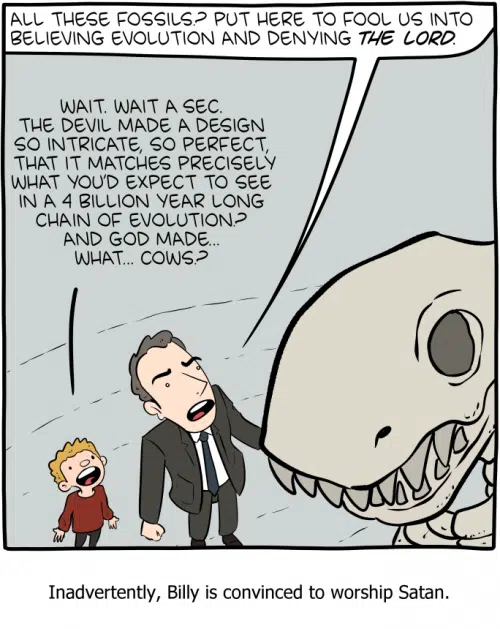 ALL THESE FOSSILS? PUT HERE TO FOOL US INTO
BELIEVING EVOLUTION AND DENYING THE LORD.
WAIT. WAIT A SEC.
THE DEVIL MADE A DESIGN
SO INTRICATE, SO PERFECT,
THAT IT MATCHES PRECISELY
WHAT YOU'D EXPECT TO SEE
IN A 4 BILLION YEAR LONG
CHAIN OF EVOLUTION?
AND GOD MADE...
WHAT... COWS?
Inadvertently, Billy is convinced to worship Satan.